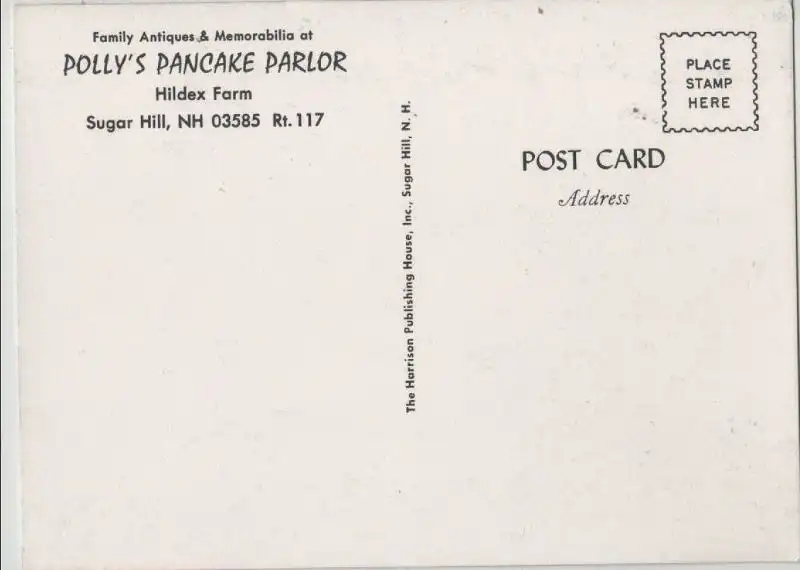 Family Antiques & Memorabilia at
POLLY'S PANCAKE PARLOR
Hildex Farm
Sugar Hill, NH 03585 Rt. 117
The Harrison Publishing House, Inc., Sugar Hill, N. H.
PLACE
STAMP
HERE
POST CARD
Address